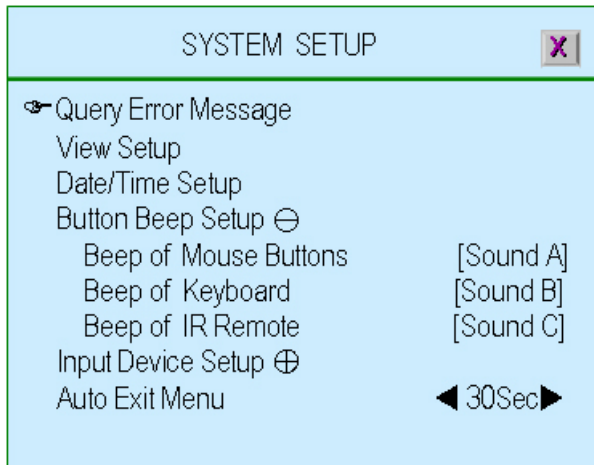 SYSTEM SETUP X
Query Error Message
View Setup
Date/Time Setup
Button Beep Setup ⊖
Beep of Mouse Buttons [Sound A]
Beep of Keyboard [Sound B]
Beep of IR Remote [Sound C]
Input Device Setup ⊕
Auto Exit Menu ◀ 30Sec▶